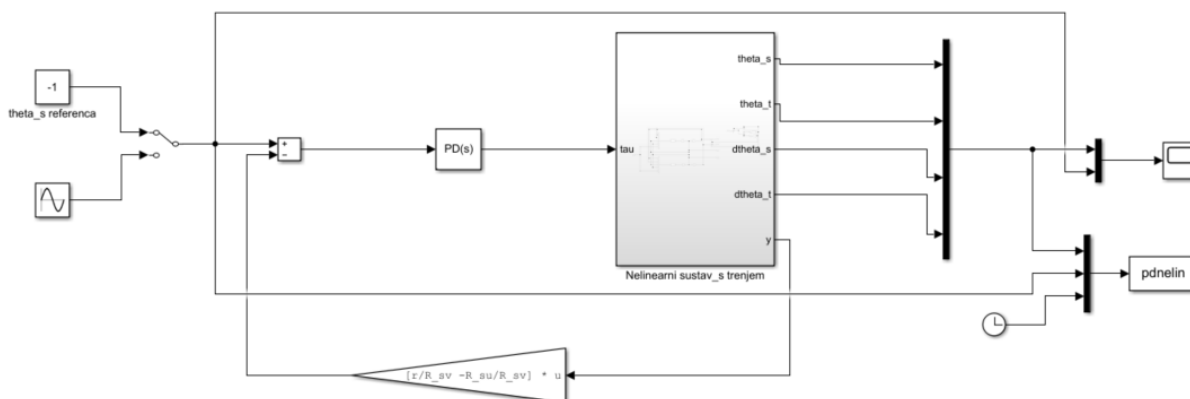 -1
theta_s referenca
+
−
PD(s)
tau
theta_s
theta_t
dtheta_s
dtheta_t
y
Nelinearni sustav_s trenjem
pdnelin
[r/R_sv -R_su/R_sv] * u